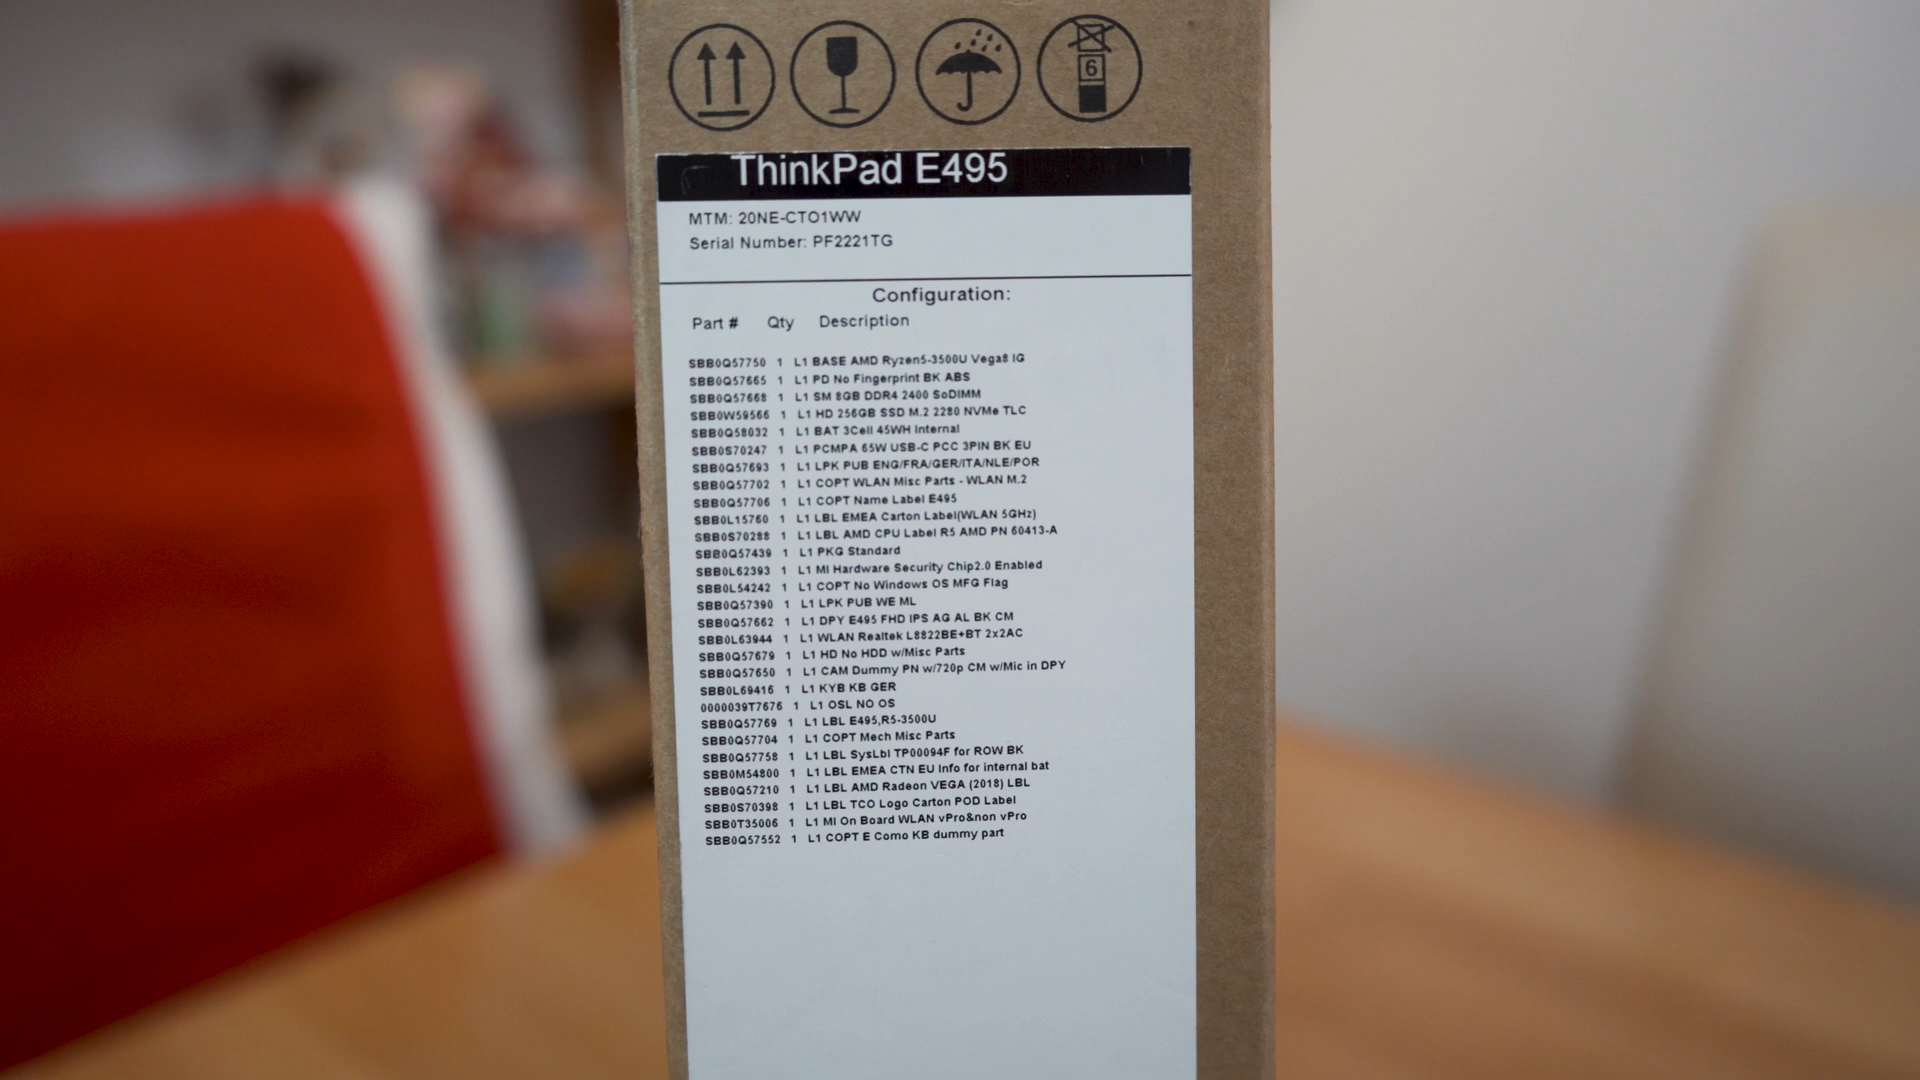 6
ThinkPad E495
MTM: 20NE-CTO1WW
Serial Number: PF2221TG
Configuration:
Part # Qty Description
SBB0Q57750 1 L1 BASE AMD Ryzen5-3500U Vega8 IG
SBB0Q57665 1 L1 PD No Fingerprint BK ABS
SBB0Q57668 1 L1 SM 8GB DDR4 2400 SoDIMM
SBB0W59566 1 L1 HD 256GB SSD M.2 2280 NVMe TLC
SBB0Q58032 1 L1 BAT 3Cell 45WH Internal
SBB0S70247 1 L1 PCMPA 65W USB-C PCC 3PIN BK EU
SBB0Q57693 1 L1 LPK PUB ENG/FRA/GER/ITA/NLE/POR
SBB0Q57702 1 L1 COPT WLAN Misc Parts - WLAN M.2
SBB0Q57706 1 L1 COPT Name Label E495
SBB0L15760 1 L1 LBL EMEA Carton Label(WLAN 5GHz)
SBB0S70288 1 L1 LBL AMD CPU Label R5 AMD PN 60413-A
SBB0Q57439 1 L1 PKG Standard
SBB0L62393 1 L1 MI Hardware Security Chip2.0 Enabled
SBB0L54242 1 L1 COPT No Windows OS MFG Flag
SBB0Q57390 1 L1 LPK PUB WE ML
SBB0Q57662 1 L1 DPY E495 FHD IPS AG AL BK CM
SBB0L63944 1 L1 WLAN Realtek L8822BE+BT 2x2AC
SBB0Q57679 1 L1 HD No HDD w/Misc Parts
SBB0Q57650 1 L1 CAM Dummy PN w/720p CM w/Mic in DPY
SBB0L69416 1 L1 KYB KB GER
0000039T7676 1 L1 OSL NO OS
SBB0Q57769 1 L1 LBL E495,R5-3500U
SBB0Q57704 1 L1 COPT Mech Misc Parts
SBB0Q57758 1 L1 LBL SysLbl TP00094F for ROW BK
SBB0M54800 1 L1 LBL EMEA CTN EU Info for internal bat
SBB0Q57210 1 L1 LBL AMD Radeon VEGA (2018) LBL
SBB0S70398 1 L1 LBL TCO Logo Carton POD Label
SBB0T35006 1 L1 MI On Board WLAN vPro&non vPro
SBB0Q57552 1 L1 COPT E Como KB dummy part